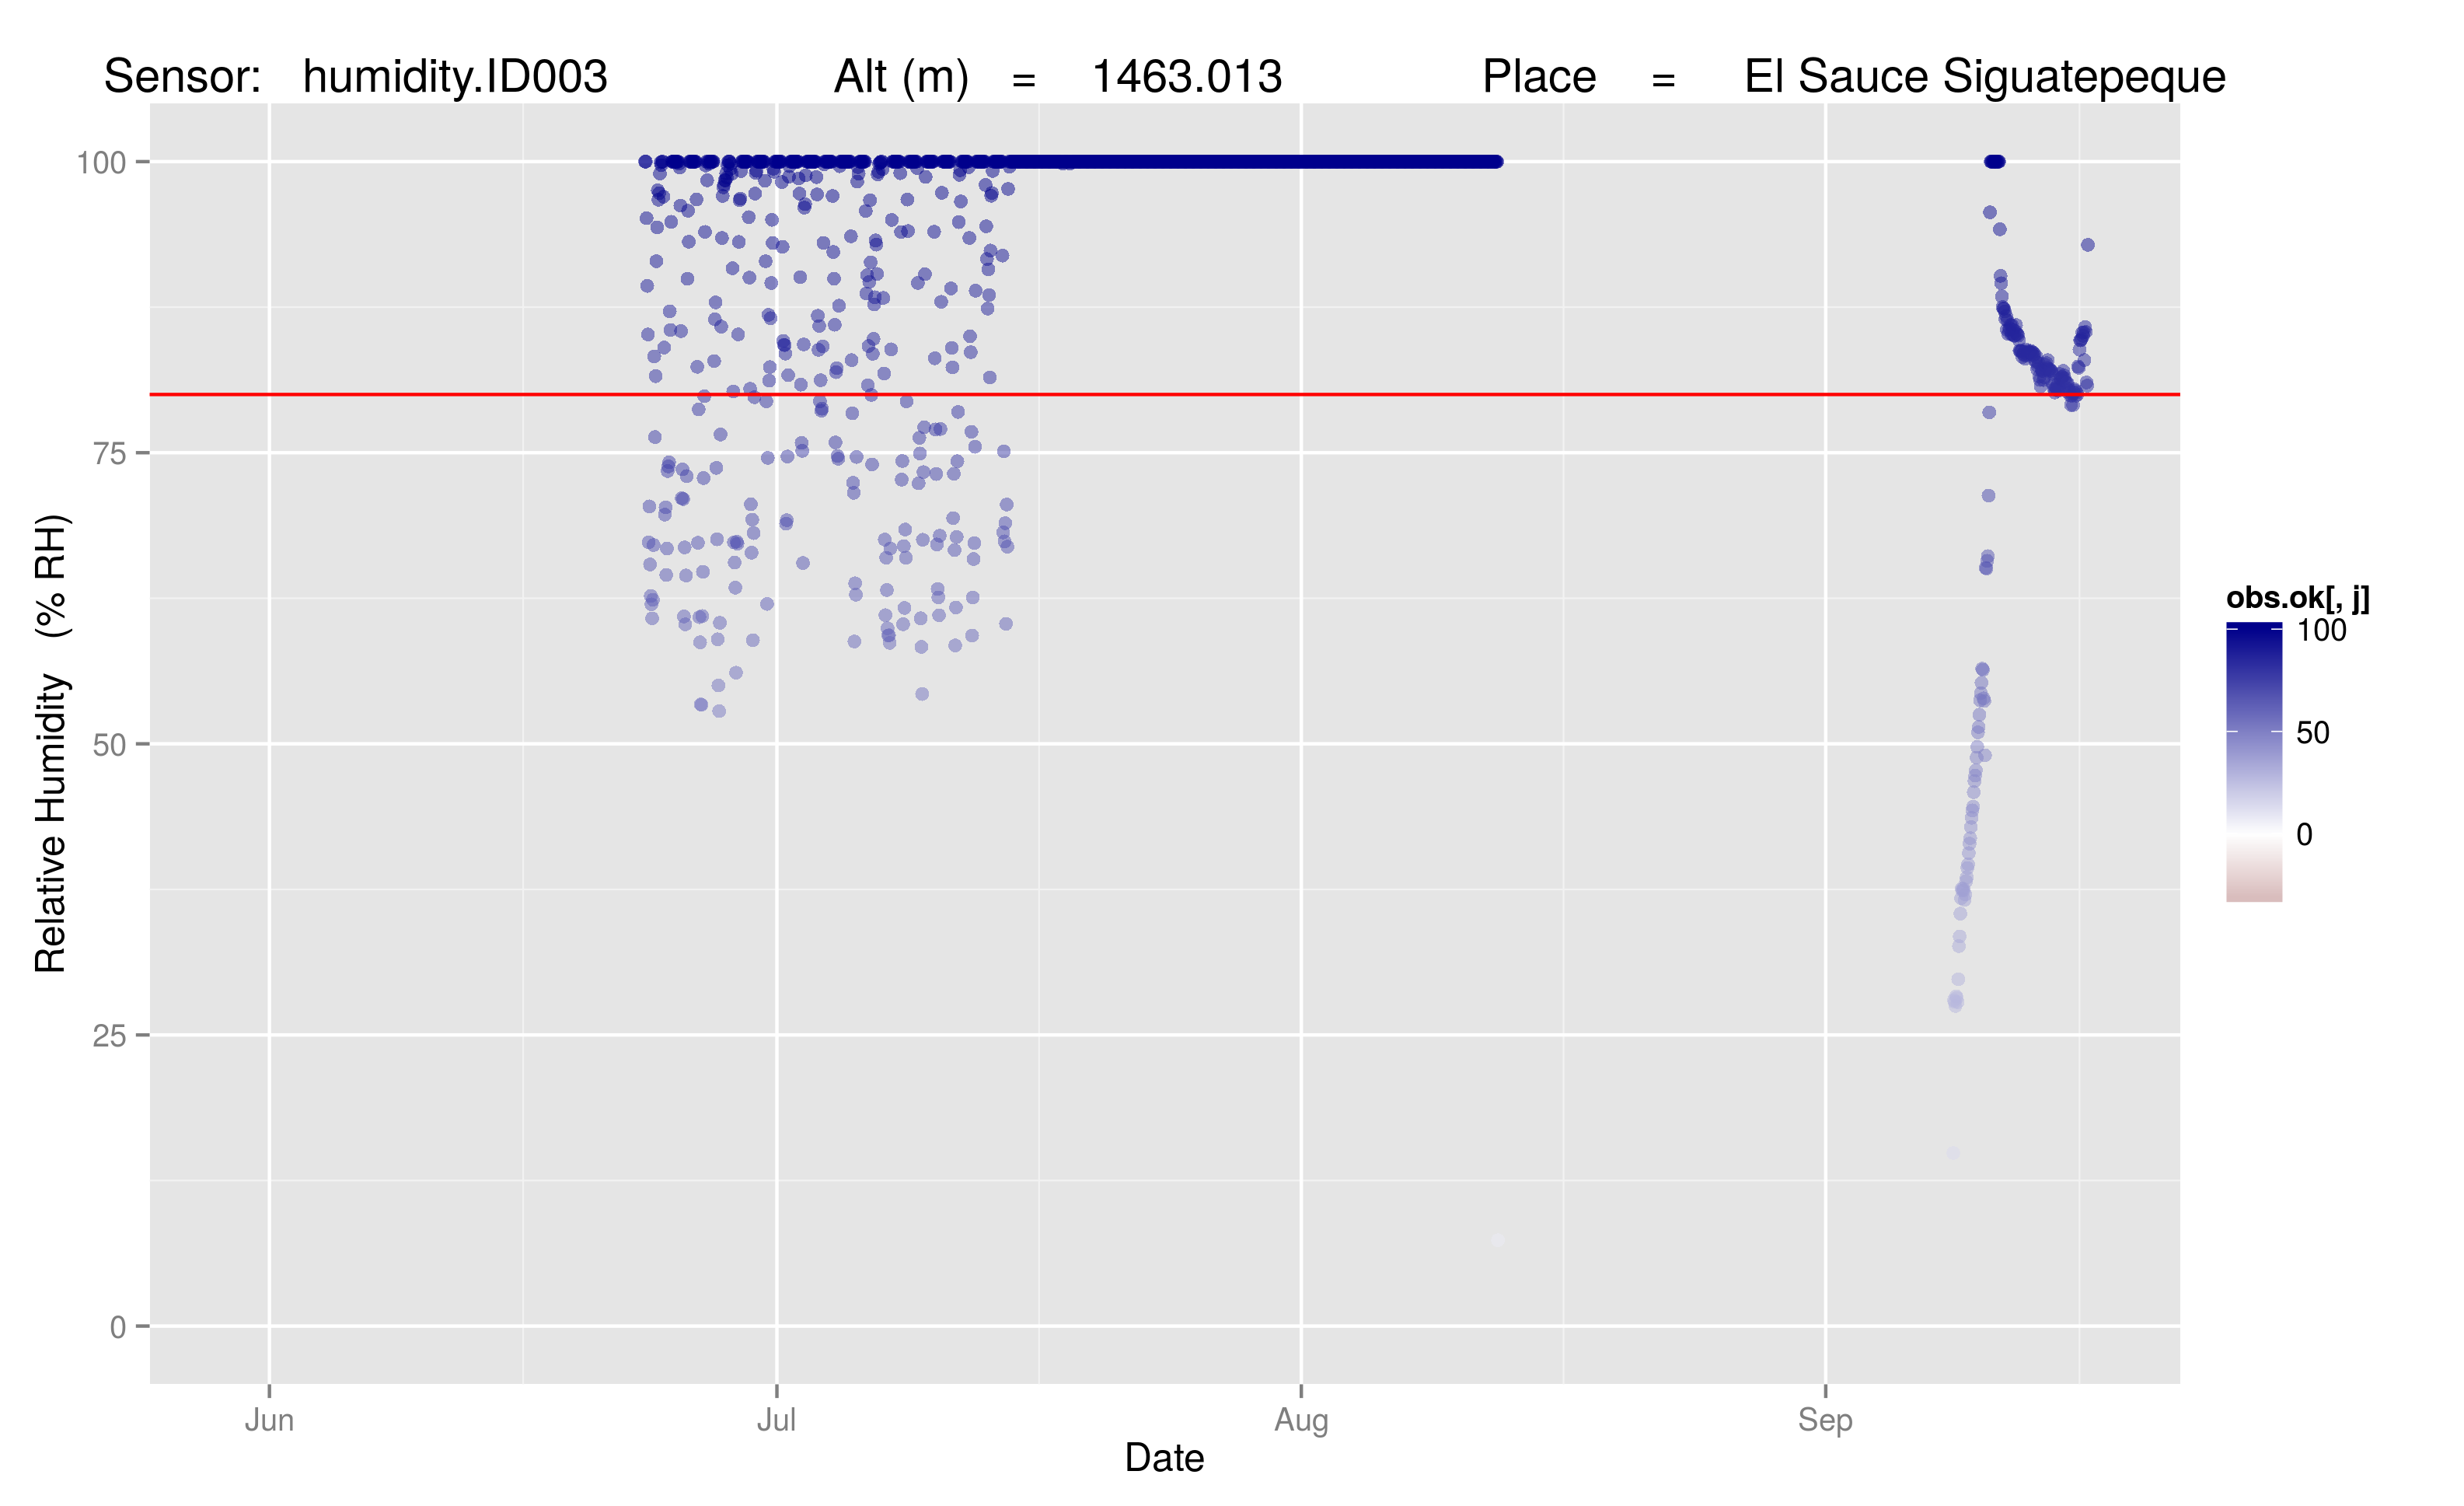 Sensor: humidity.ID003 Alt (m) = 1463.013 Place = El Sauce Siguatepeque
Relative Humidity (% RH)
100
75
50
25
0
Jun Jul Aug Sep
Date
obs.ok[, j]
100
50
0